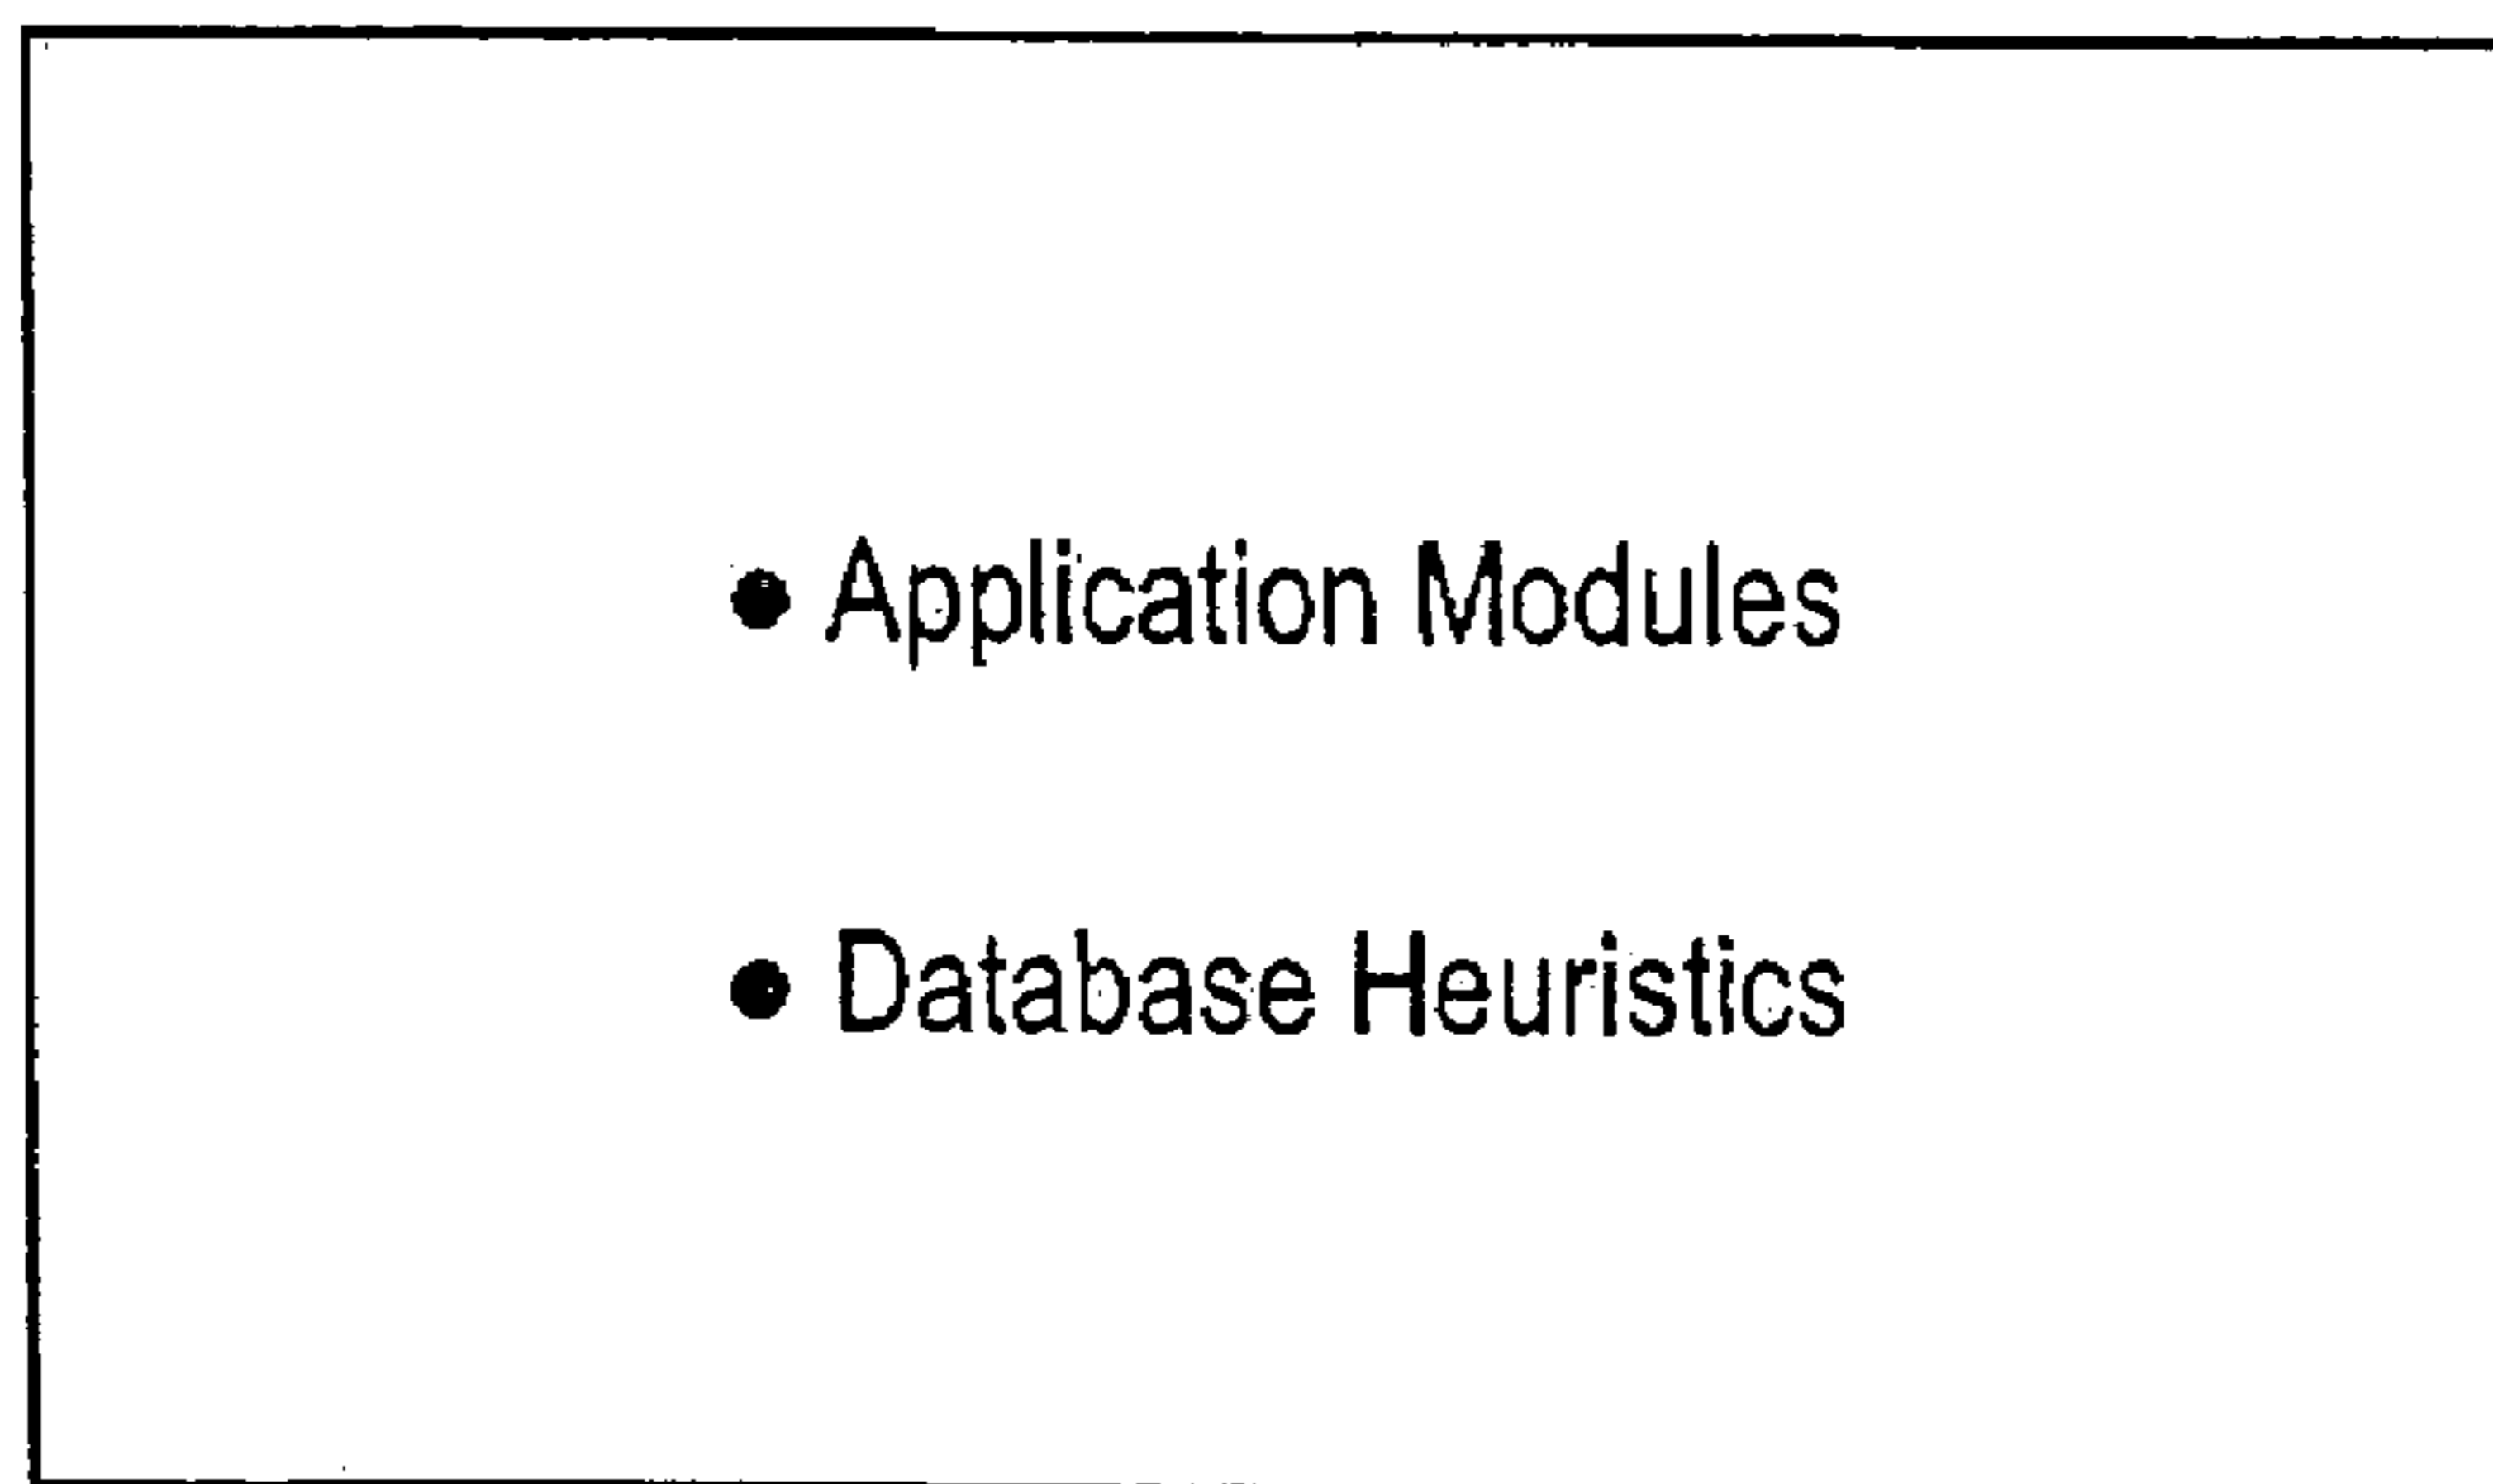 • Application Modules
• Database Heuristics